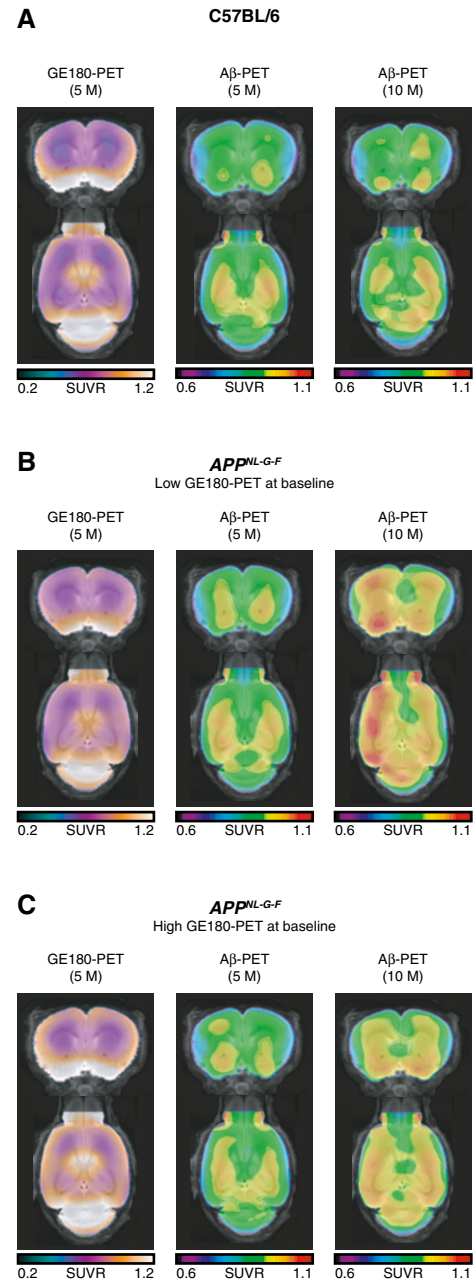 A
C57BL/6
GE180-PET
(5 M)
Aβ-PET
(5 M)
Aβ-PET
(10 M)
0.2 SUVR 1.2
0.6 SUVR 1.1
0.6 SUVR 1.1
B
APP^NL-G-F
Low GE180-PET at baseline
GE180-PET
(5 M)
Aβ-PET
(5 M)
Aβ-PET
(10 M)
0.2 SUVR 1.2
0.6 SUVR 1.1
0.6 SUVR 1.1
C
APP^NL-G-F
High GE180-PET at baseline
GE180-PET
(5 M)
Aβ-PET
(5 M)
Aβ-PET
(10 M)
0.2 SUVR 1.2
0.6 SUVR 1.1
0.6 SUVR 1.1